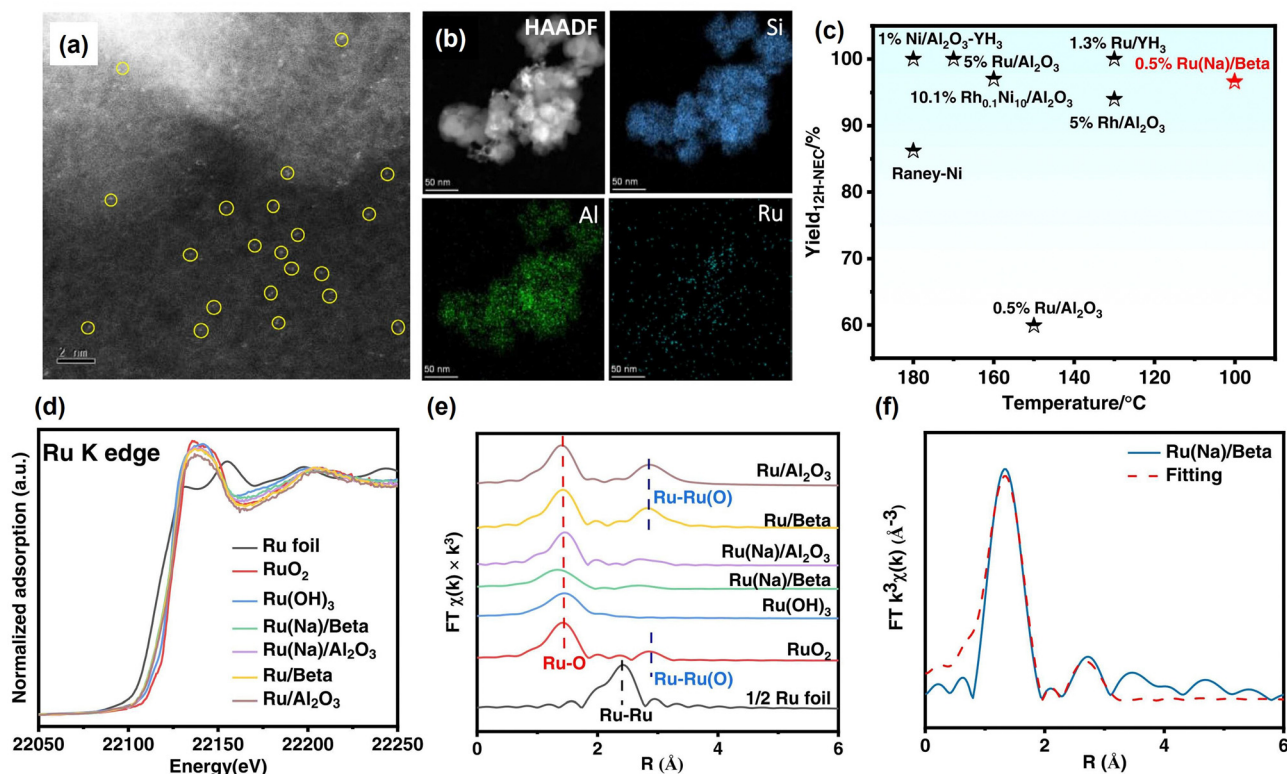 (a)
2 nm
(b)
HAADF
50 nm
Si
50 nm
Al
50 nm
Ru
50 nm
(c)
Yield12H-NEC/%
100
90
80
70
60
1% Ni/Al2O3-YH3
5% Ru/Al2O3
1.3% Ru/YH3
0.5% Ru(Na)/Beta
10.1% Rh0.1Ni10/Al2O3
5% Rh/Al2O3
Raney-Ni
0.5% Ru/Al2O3
180 160 140 120 100
Temperature/°C
(d)
Ru K edge
Normalized adsorption (a.u.)
Ru foil
RuO2
Ru(OH)3
Ru(Na)/Beta
Ru(Na)/Al2O3
Ru/Beta
Ru/Al2O3
22050 22100 22150 22200 22250
Energy(eV)
(e)
FT χ(k) × k³
Ru/Al2O3
Ru-Ru(O)
Ru/Beta
Ru(Na)/Al2O3
Ru(Na)/Beta
Ru(OH)3
RuO2
Ru-O
Ru-Ru(O)
1/2 Ru foil
Ru-Ru
0 2 4 6
R (Å)
(f)
FT k³χ(k) (Å⁻³)
Ru(Na)/Beta
Fitting
0 2 4 6
R (Å)